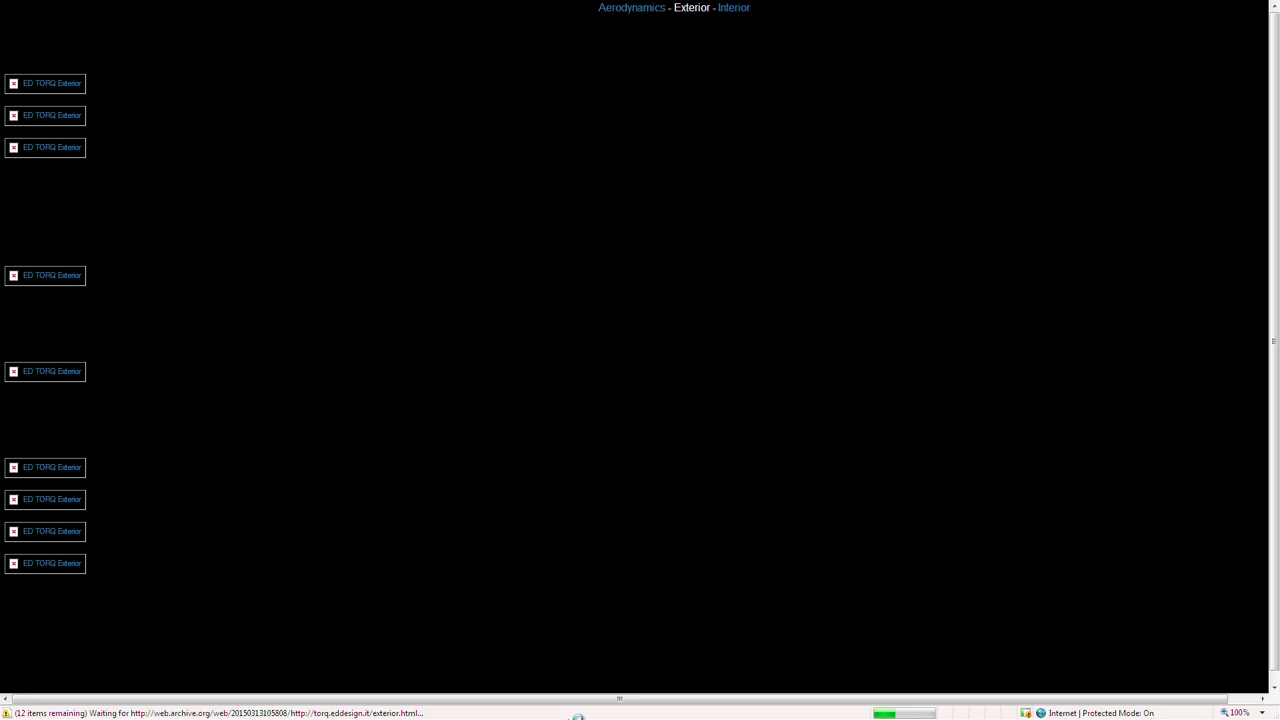 Aerodynamics - Exterior - Interior
ED TORQ Exterior
ED TORQ Exterior
ED TORQ Exterior
ED TORQ Exterior
ED TORQ Exterior
ED TORQ Exterior
ED TORQ Exterior
ED TORQ Exterior
ED TORQ Exterior
(12 items remaining) Waiting for http://web.archive.org/web/20150313105808/http://torq.eddesign.it/exterior.html... Internet | Protected Mode: On 100%